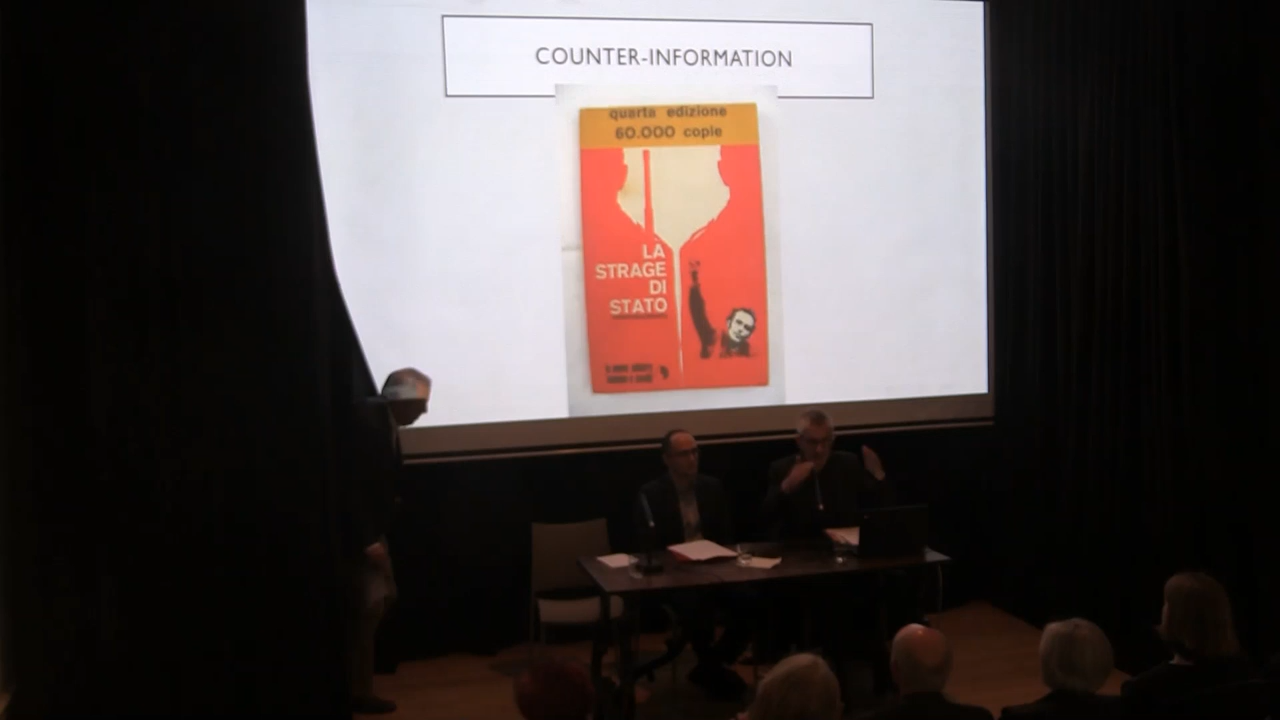 COUNTER-INFORMATION
quarta edizione
60.000 copie
LA
STRAGE
DI
STATO